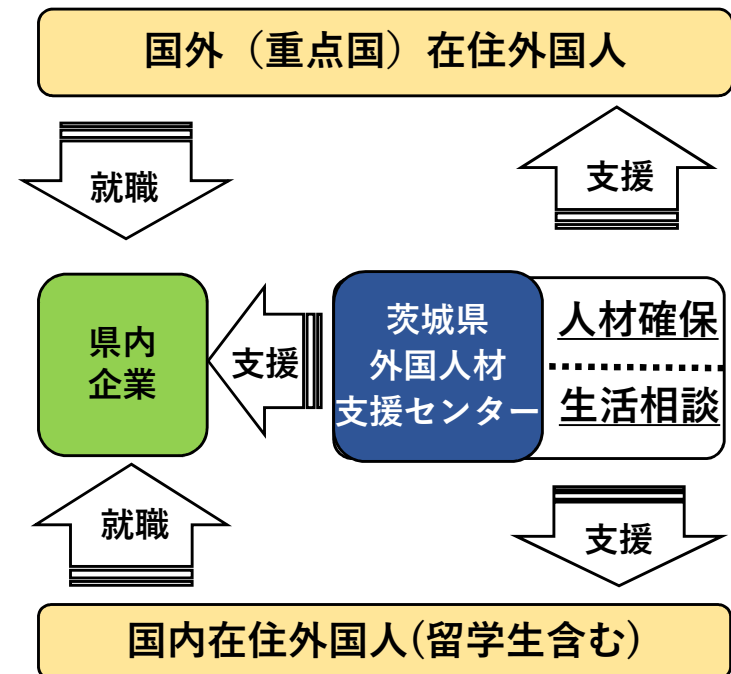 国外（重点国）在住外国人
就職
支援
県内
企業
支援
茨城県
外国人材
支援センター
人材確保
生活相談
就職
支援
国内在住外国人(留学生含む)